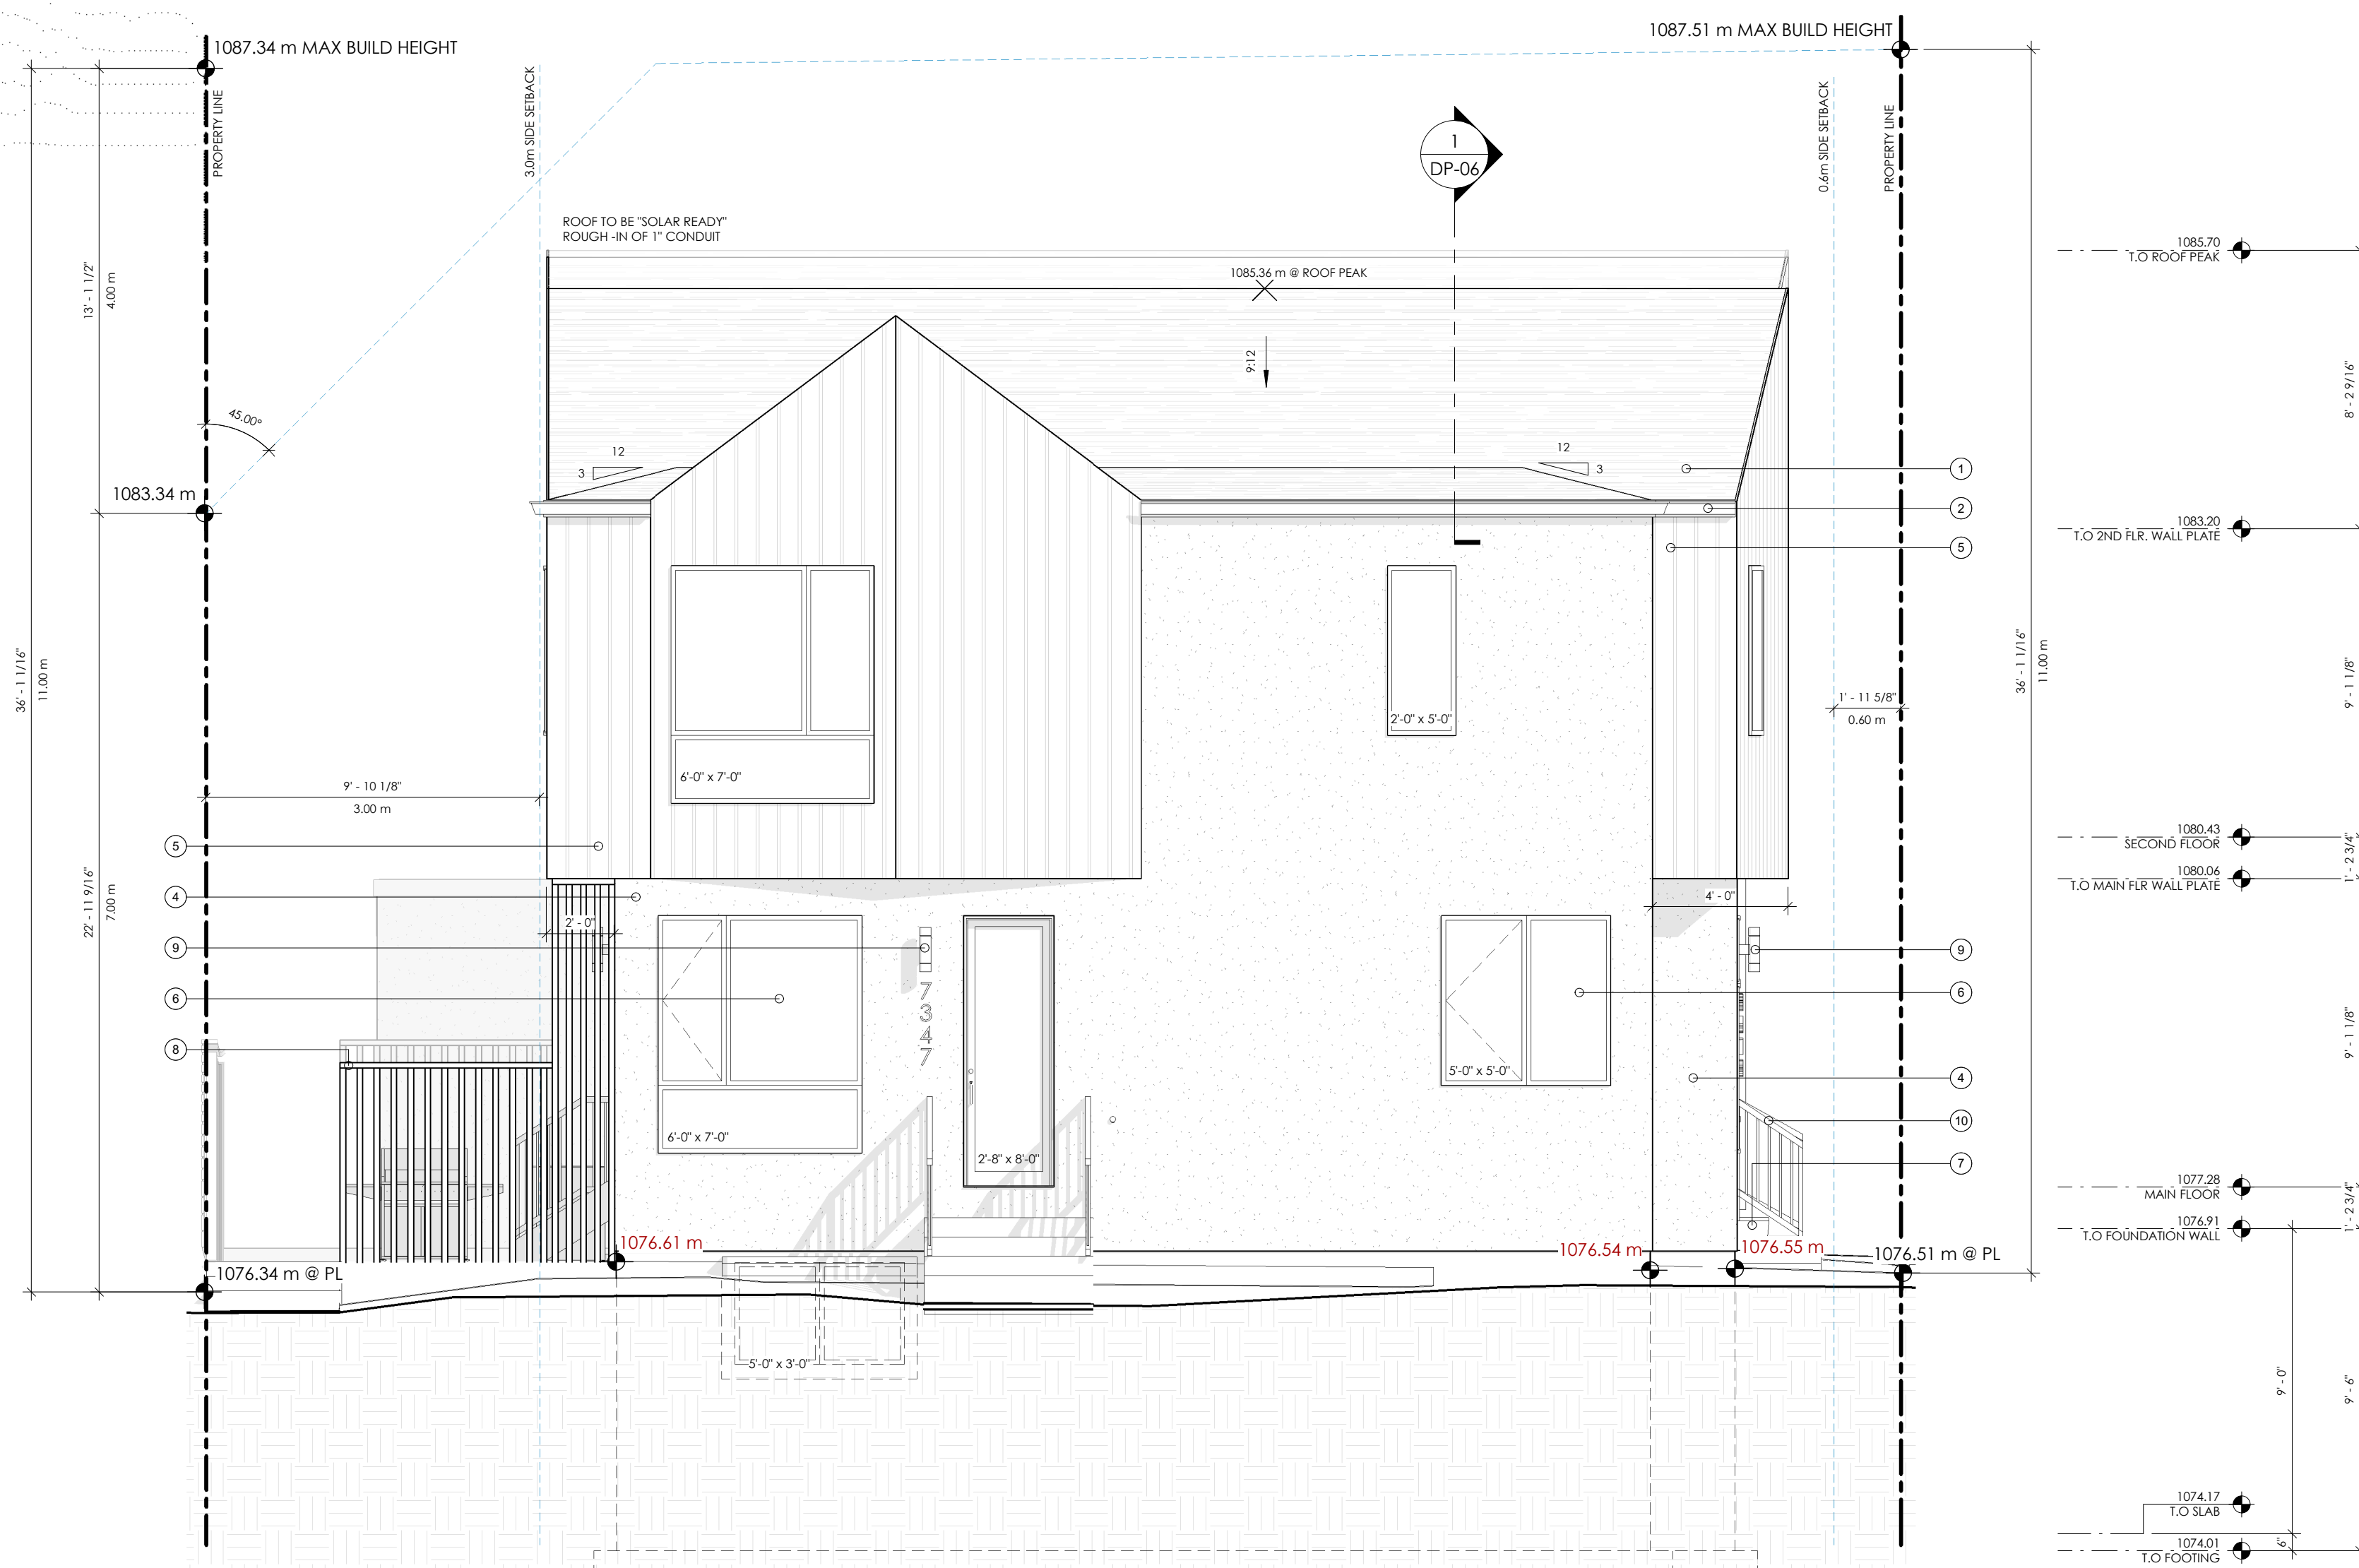 1087.34 m MAX BUILD HEIGHT
1087.51 m MAX BUILD HEIGHT
PROPERTY LINE
3.0m SIDE SETBACK
0.6m SIDE SETBACK
PROPERTY LINE
1
DP-06
ROOF TO BE "SOLAR READY"
ROUGH -IN OF 1" CONDUIT
1085.36 m @ ROOF PEAK
9:12
13' - 1 1/2"
4.00 m
45.00°
1083.34 m
12
3
12
3
1
2
5
36' - 1 1/16"
11.00 m
36' - 1 1/16"
11.00 m
1' - 11 5/8"
0.60 m
2'-0" x 5'-0"
6'-0" x 7'-0"
9' - 10 1/8"
3.00 m
22' - 11 9/16"
7.00 m
5
4
9
6
8
2' - 0"
4' - 0"
7
3
4
7
9
6
4
10
7
5'-0" x 5'-0"
6'-0" x 7'-0"
2'-8" x 8'-0"
1076.61 m
1076.54 m
1076.55 m
1076.51 m @ PL
1076.34 m @ PL
5'-0" x 3'-0"
1085.70
T.O ROOF PEAK
8' - 2 9/16"
1083.20
T.O 2ND FLR. WALL PLATE
9' - 1 1/8"
1080.43
SECOND FLOOR
1' - 2 3/4"
1080.06
T.O MAIN FLR WALL PLATE
9' - 1 1/8"
1077.28
MAIN FLOOR
1' - 2 3/4"
1076.91
T.O FOUNDATION WALL
9' - 0"
9' - 6"
1074.17
T.O SLAB
6"
1074.01
T.O FOOTING